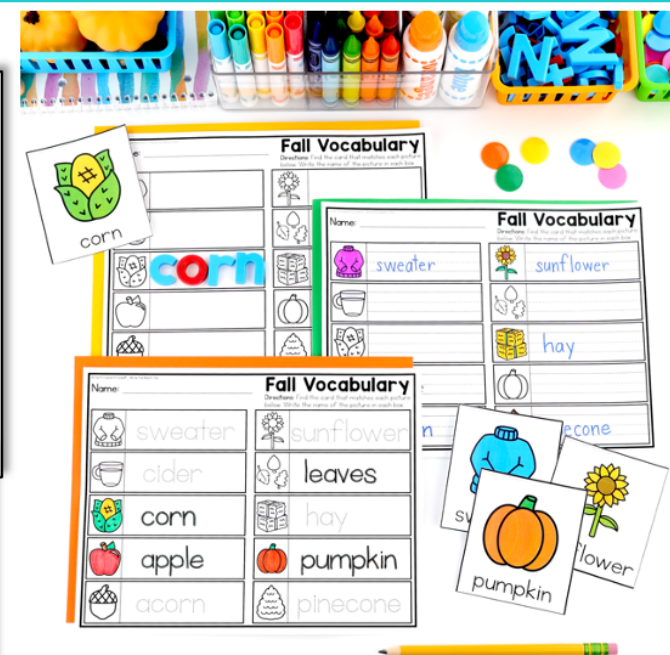 Fall Vocabulary
Directions: Find the card that matches each picture
below. Write the name of the picture in each box.
corn
corn
Name:
Fall Vocabulary
Directions: Find the card that matches each picture
below. Write the name of the picture in each box.
sweater
sunflower
hay
Name:
Fall Vocabulary
Directions: Find the card that matches each picture
below. Write the name of the picture in each box.
sweater
sunflower
cider
leaves
corn
hay
apple
pumpkin
acorn
pinecone
n
econe
sw
flower
pumpkin